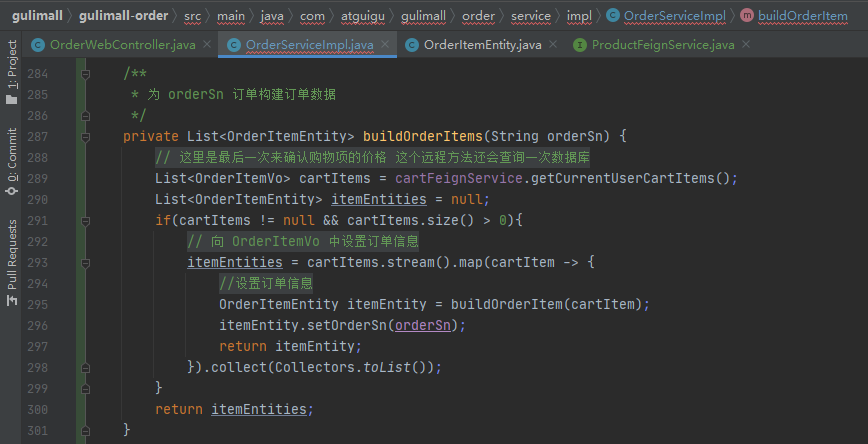 gulimall gulimall-order src main java com atguigu gulimall order service impl C OrderServiceImpl m buildOrderItem
C OrderWebController.java × C OrderServiceImpl.java × C OrderItemEntity.java × I ProductFeignService.java ×
1: Project
0: Commit
Pull Requests
284 /**
285 * 为 orderSn 订单构建订单数据
286 */
287 private List<OrderItemEntity> buildOrderItems(String orderSn) {
288 // 这里是最后一次来确认购物项的价格 这个远程方法还会查询一次数据库
289 List<OrderItemVo> cartItems = cartFeignService.getCurrentUserCartItems();
290 List<OrderItemEntity> itemEntities = null;
291 if(cartItems != null && cartItems.size() > 0){
292 // 向 OrderItemVo 中设置订单信息
293 itemEntities = cartItems.stream().map(cartItem -> {
294 //设置订单信息
295 OrderItemEntity itemEntity = buildOrderItem(cartItem);
296 itemEntity.setOrderSn(orderSn);
297 return itemEntity;
298 }).collect(Collectors.toList());
299 }
300 return itemEntities;
301 }